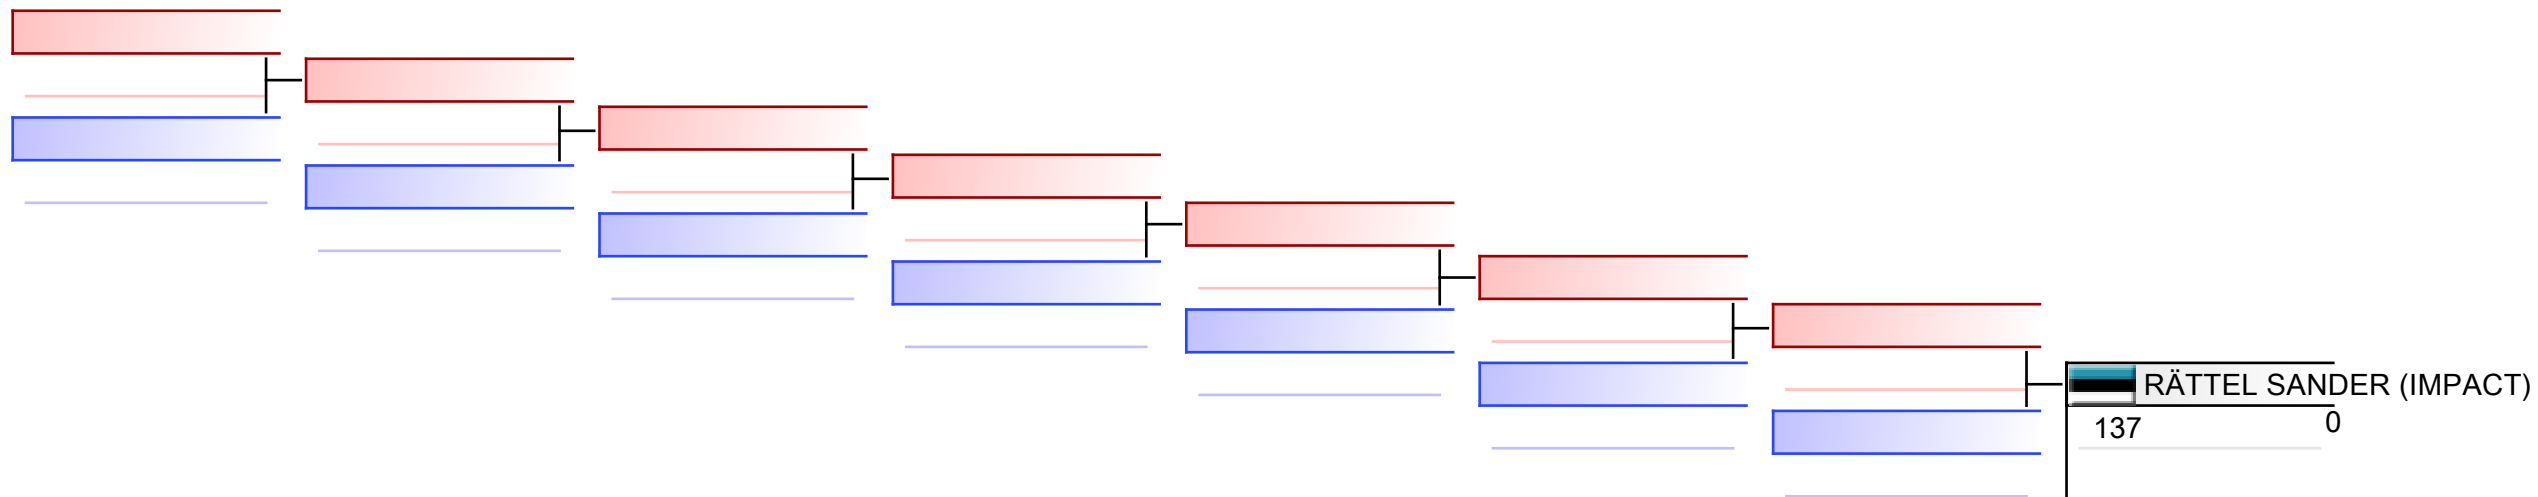 RÄTTEL SANDER (IMPACT)
137 0